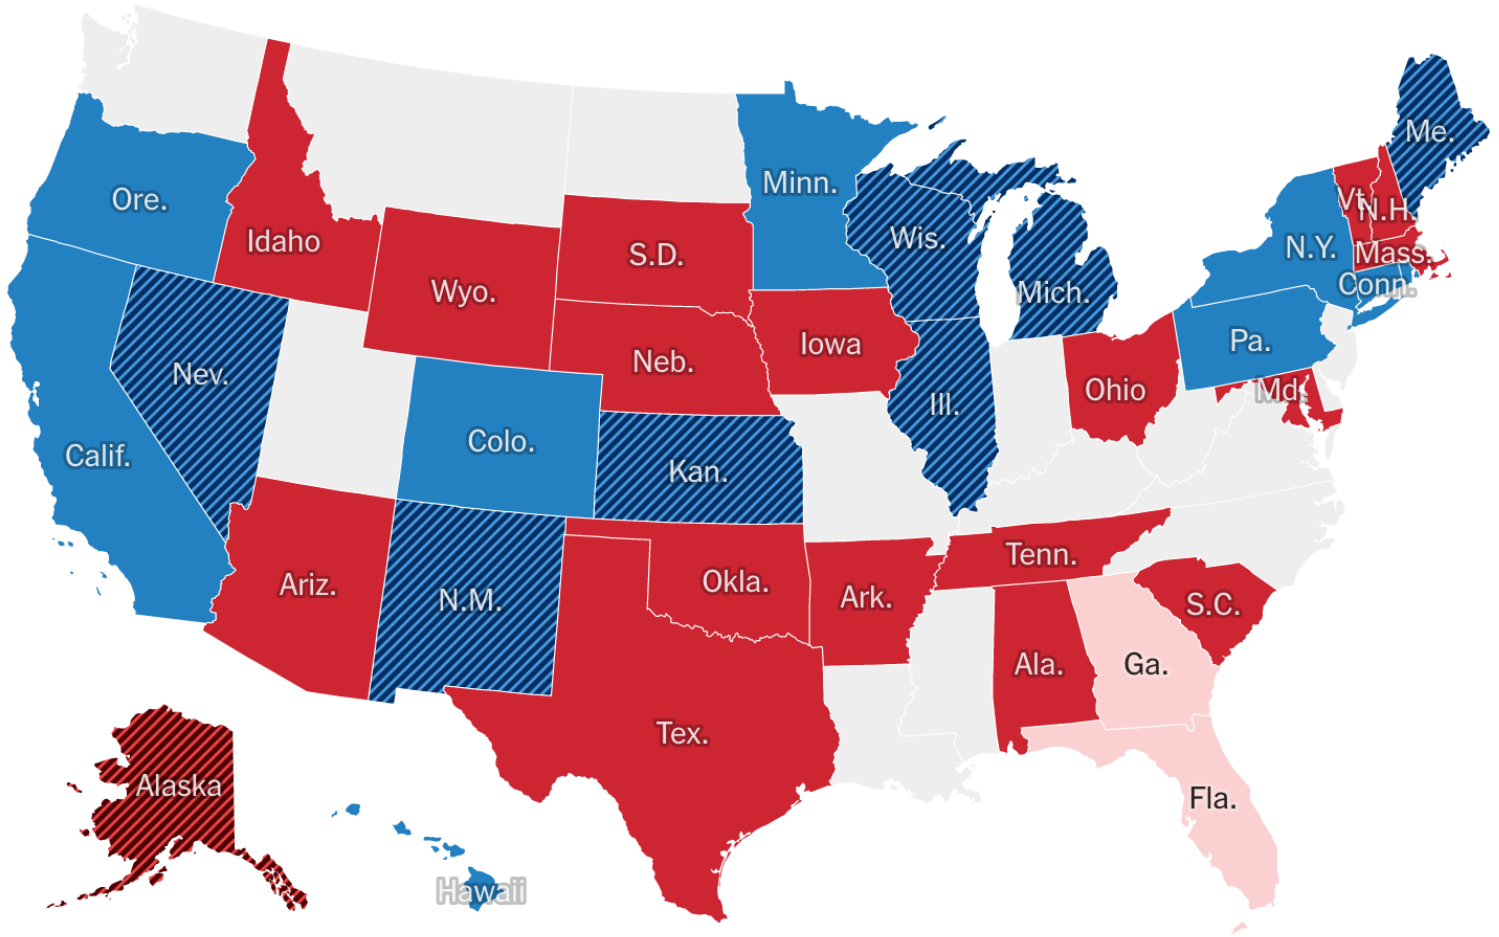 Me.
Minn.
Ore.
Vt.
N.H.
Wis.
Idaho
N.Y.
S.D.
Mass.
Conn.
Wyo.
Mich.
Pa.
Iowa
Neb.
Nev.
Ohio
Md.
Ill.
Colo.
Calif.
Kan.
Tenn.
Okla.
Ariz.
Ark.
N.M.
S.C.
Ala.
Ga.
Tex.
Alaska
Fla.
Hawaii